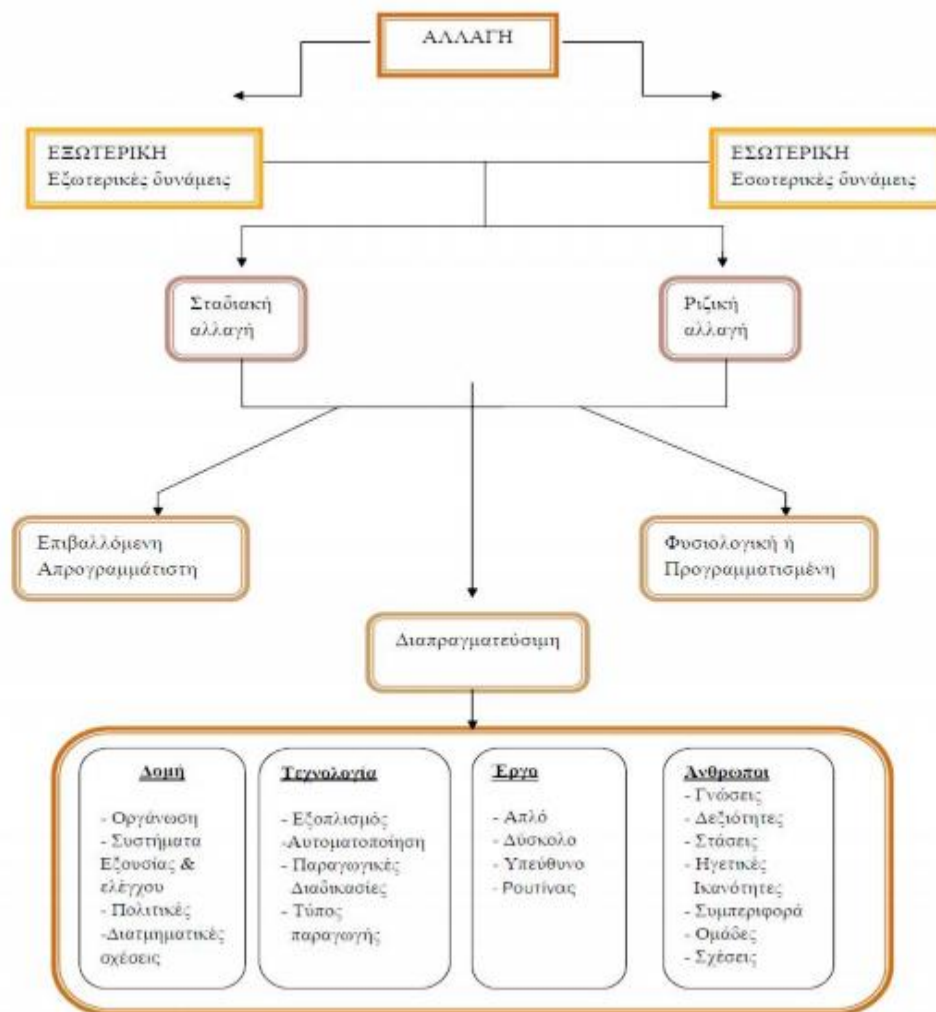 ΑΛΛΑΓΗ
ΕΞΩΤΕΡΙΚΗ
Εξωτερικές δυνάμεις
ΕΣΩΤΕΡΙΚΗ
Εσωτερικές δυνάμεις
Σταδιακή
αλλαγή
Ριζική
αλλαγή
Επιβαλλόμενη
Απρογραμμάτιστη
Φυσιολογική ή
Προγραμματισμένη
Διαπραγματεύσιμη
Δομή
- Οργάνωση
- Συστήματα
Εξουσίας &
ελέγχου
- Πολιτικές
-Διατμηματικές
σχέσεις
Τεχνολογία
- Εξοπλισμός
-Αυτοματοποίηση
- Παραγωγικές
Διαδικασίες
- Τύπος
παραγωγής
Έργο
- Απλό
- Δύσκολο
- Υπεύθυνο
- Ρουτίνας
Άνθρωποι
- Γνώσεις
- Δεξιότητες
- Στάσεις
- Ηγετικές
Ικανότητες
- Συμπεριφορά
- Ομάδες
- Σχέσεις